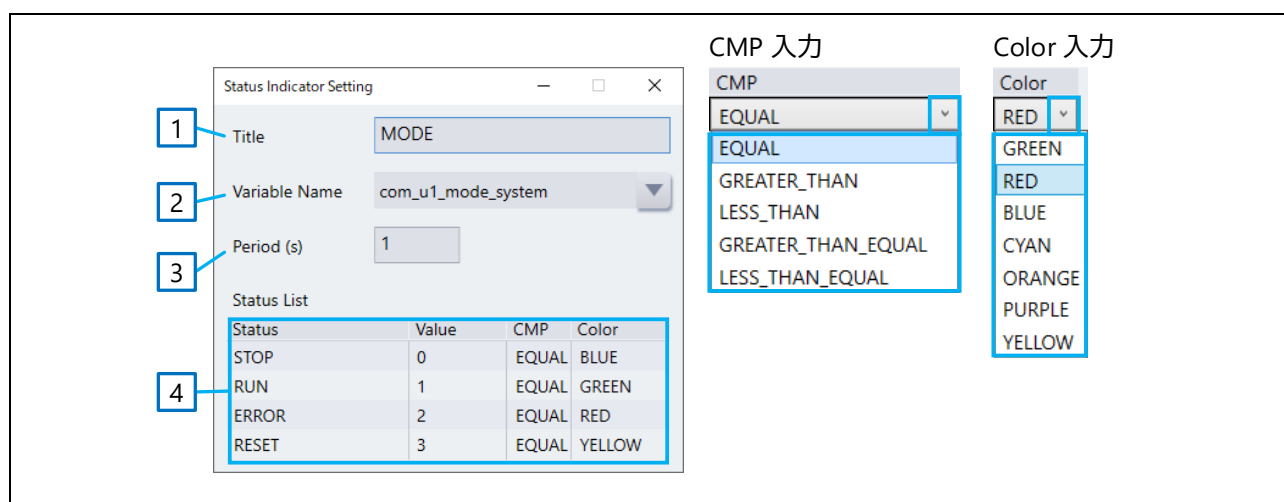 CMP 入力
Color 入力
Status Indicator Setting
1
Title
MODE
2
Variable Name
com_u1_mode_system
3
Period (s)
1
Status List
4
Status Value CMP Color
STOP 0 EQUAL BLUE
RUN 1 EQUAL GREEN
ERROR 2 EQUAL RED
RESET 3 EQUAL YELLOW
CMP
EQUAL
EQUAL
GREATER_THAN
LESS_THAN
GREATER_THAN_EQUAL
LESS_THAN_EQUAL
Color
RED
GREEN
RED
BLUE
CYAN
ORANGE
PURPLE
YELLOW